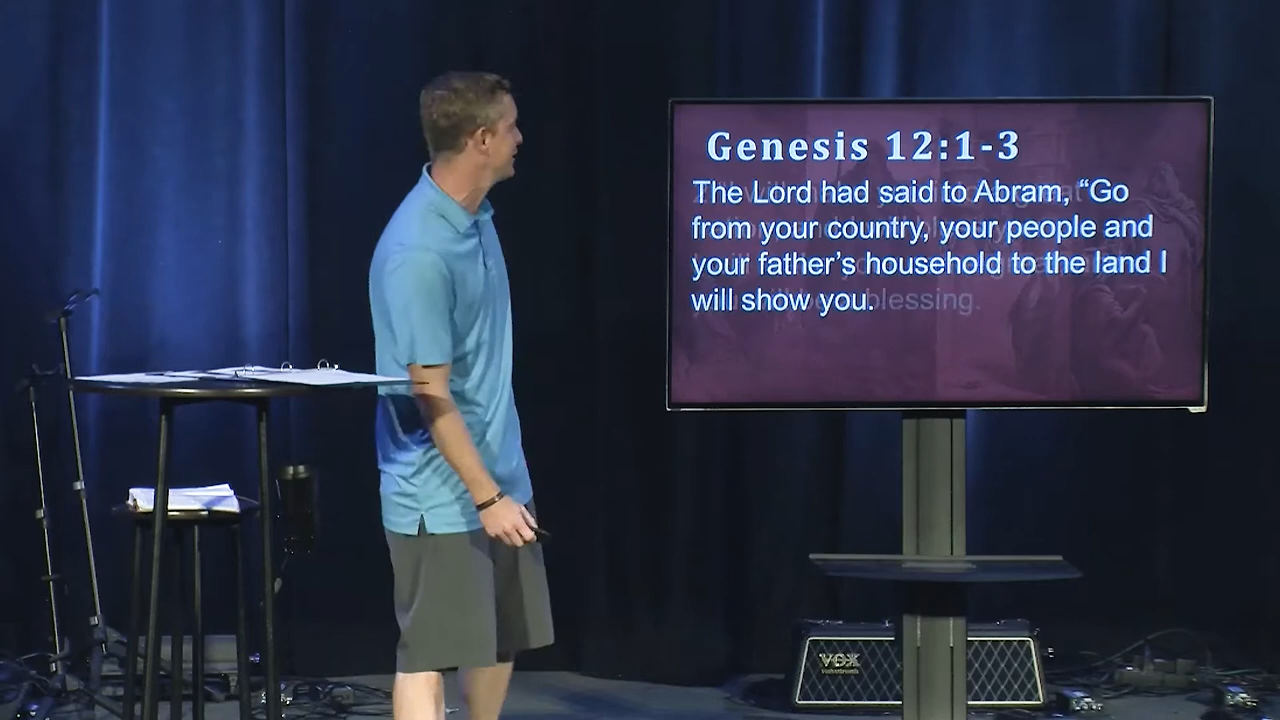 Genesis 12:1-3
The Lord had said to Abram, “Go
from your country, your people and
your father’s household to the land I
will show you.
blessing.
VOX